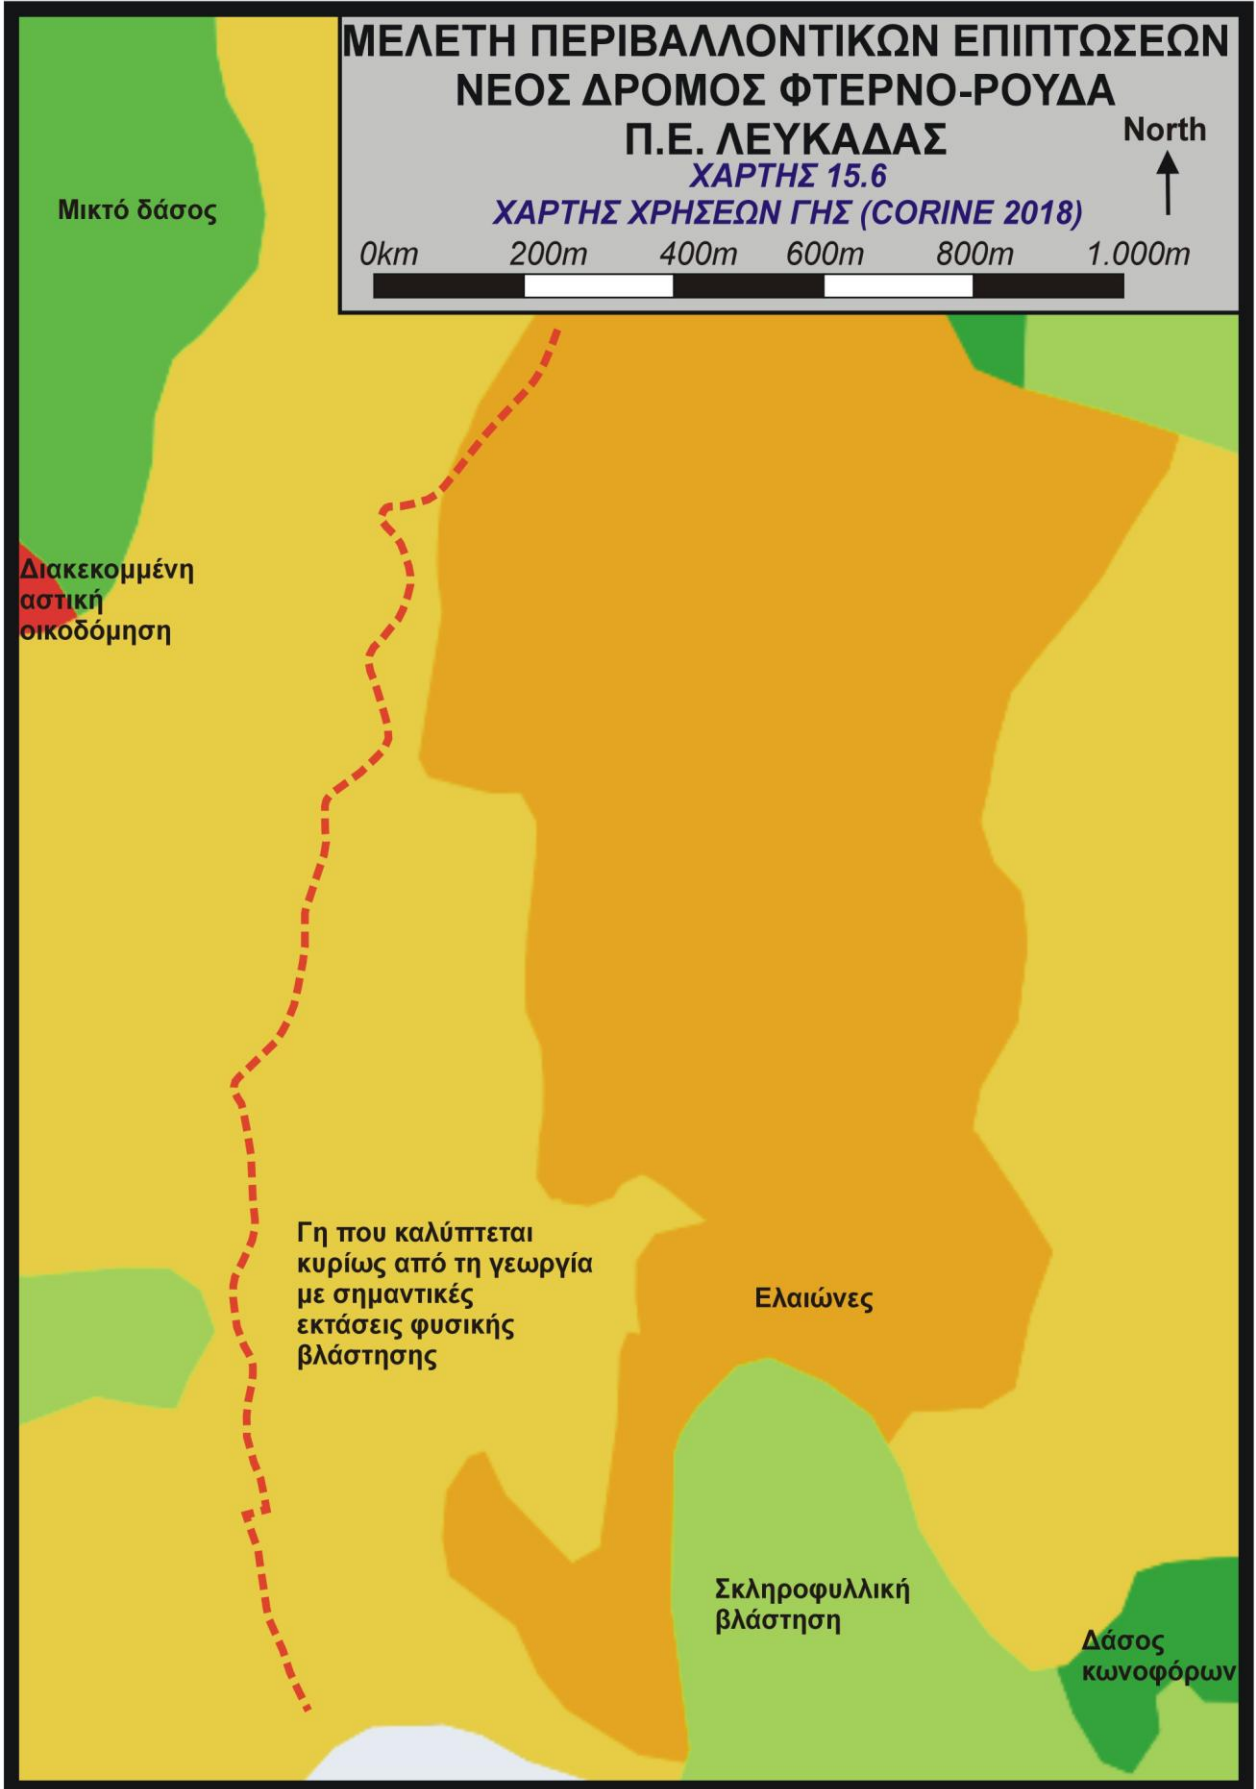 ΜΕΛΕΤΗ ΠΕΡΙΒΑΛΛΟΝΤΙΚΩΝ ΕΠΙΠΤΩΣΕΩΝ
ΝΕΟΣ ΔΡΟΜΟΣ ΦΤΕΡΝΟ-ΡΟΥΔΑ
Π.Ε. ΛΕΥΚΑΔΑΣ
North
ΧΑΡΤΗΣ 15.6
ΧΑΡΤΗΣ ΧΡΗΣΕΩΝ ΓΗΣ (CORINE 2018)
0km 200m 400m 600m 800m 1.000m
Μικτό δάσος
Διακεκομμένη
αστική
οικοδόμηση
Γη που καλύπτεται
κυρίως από τη γεωργία
με σημαντικές
εκτάσεις φυσικής
βλάστησης
Ελαιώνες
Σκληροφυλλική
βλάστηση
Δάσος
κωνοφόρων